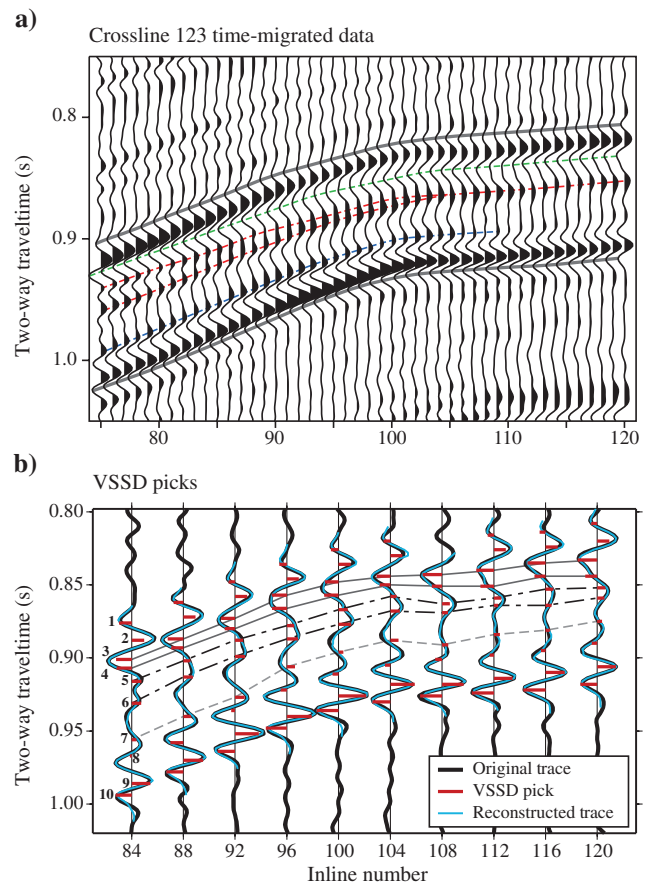 a)
Crossline 123 time-migrated data
Two-way traveltime (s)
0.8
0.9
1.0
80 90 100 110 120
b)
VSSD picks
Two-way traveltime (s)
0.80
0.85
0.90
0.95
1.00
1
2
3
4
5
6
7
8
9
10
Original trace
VSSD pick
Reconstructed trace
84 88 92 96 100 104 108 112 116 120
Inline number